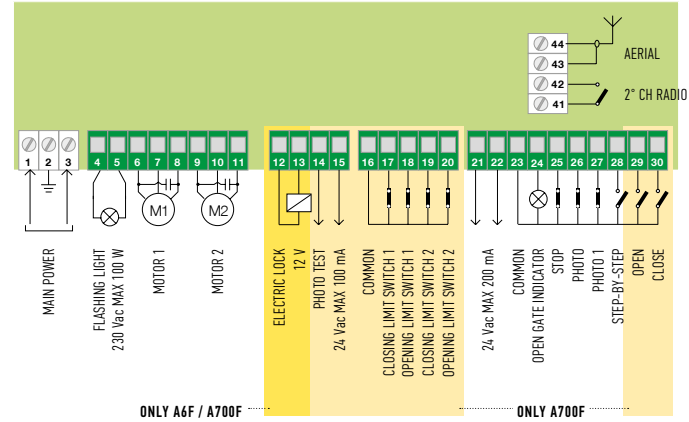 44
43
AERIAL
42
41
2° CH RADIO
1 2 3
4 5 6 7 8 9 10 11
12 13 14 15
16 17 18 19 20
21 22 23 24 25 26 27 28 29 30
M1
M2
MAIN POWER
FLASHING LIGHT
230 Vac MAX 100 W
MOTOR 1
MOTOR 2
ELECTRIC LOCK
12 V
PHOTO TEST
24 Vac MAX 100 mA
COMMON
CLOSING LIMIT SWITCH 1
OPENING LIMIT SWITCH 1
CLOSING LIMIT SWITCH 2
OPENING LIMIT SWITCH 2
24 Vac MAX 200 mA
COMMON
OPEN GATE INDICATOR
STOP
PHOTO
PHOTO 1
STEP-BY-STEP
OPEN
CLOSE
ONLY A6F / A700F
ONLY A700F